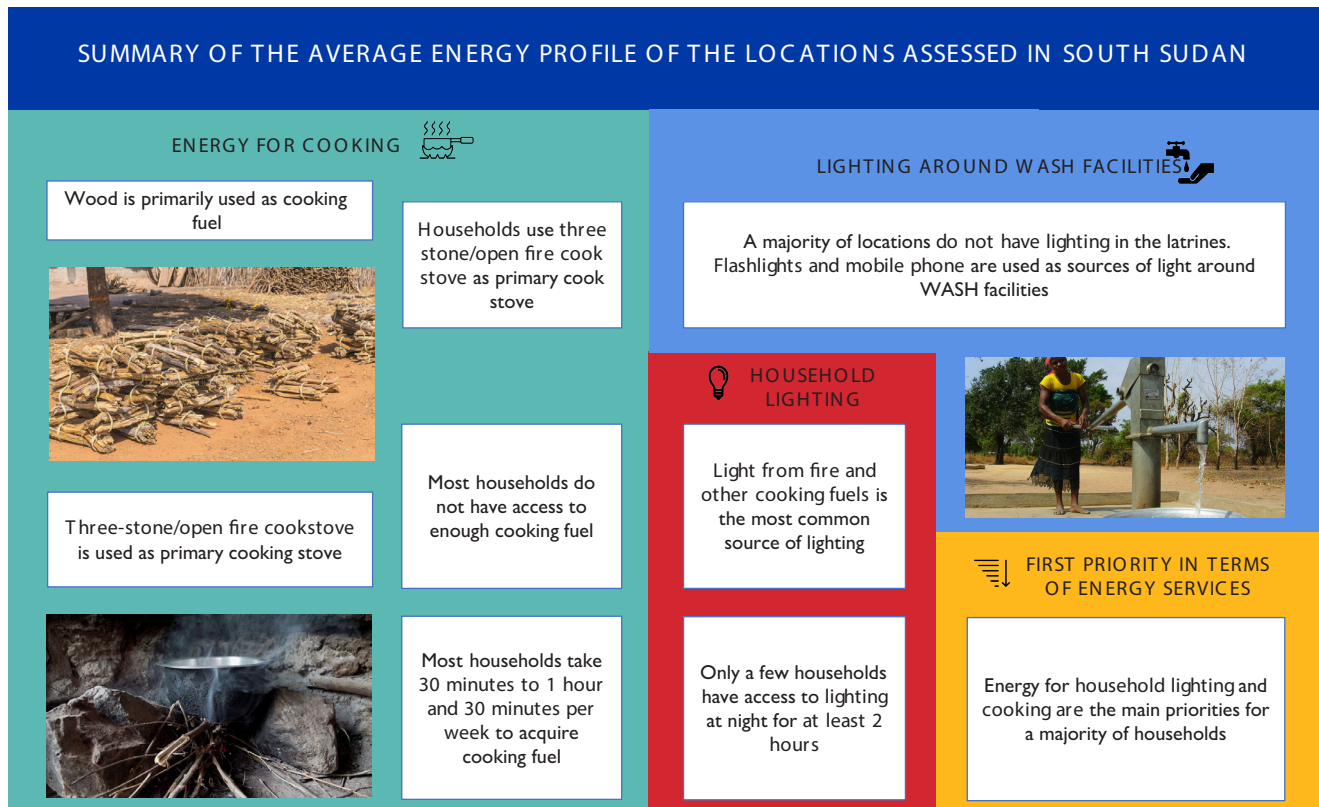 SUMMARY OF THE AVERAGE ENERGY PROFILE OF THE LOCATIONS ASSESSED IN SOUTH SUDAN
ENERGY FOR COOKING
Wood is primarily used as cooking
fuel
Three-stone/open fire cookstove
is used as primary cooking stove
Households use three
stone/open fire cook
stove as primary cook
stove
Most households do
not have access to
enough cooking fuel
Most households take
30 minutes to 1 hour
and 30 minutes per
week to acquire
cooking fuel
LIGHTING AROUND WASH FACILITIES
A majority of locations do not have lighting in the latrines.
Flashlights and mobile phone are used as sources of light around
WASH facilities
HOUSEHOLD
LIGHTING
Light from fire and
other cooking fuels is
the most common
source of lighting
Only a few households
have access to lighting
at night for at least 2
hours
FIRST PRIORITY IN TERMS
OF ENERGY SERVICES
Energy for household lighting and
cooking are the main priorities for
a majority of households